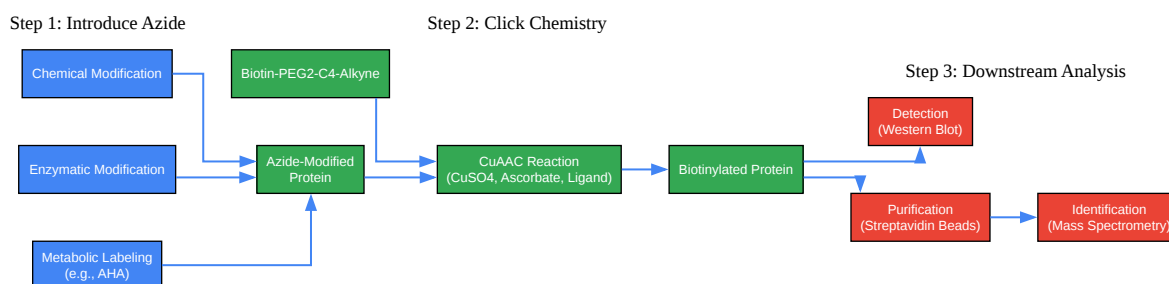 Step 1: Introduce Azide
Step 2: Click Chemistry
Step 3: Downstream Analysis
Chemical Modification
Biotin-PEG2-C4-Alkyne
Detection
(Western Blot)
Enzymatic Modification
Azide-Modified
Protein
CuAAC Reaction
(CuSO4, Ascorbate, Ligand)
Biotinylated Protein
Purification
(Streptavidin Beads)
Identification
(Mass Spectrometry)
Metabolic Labeling
(e.g., AHA)